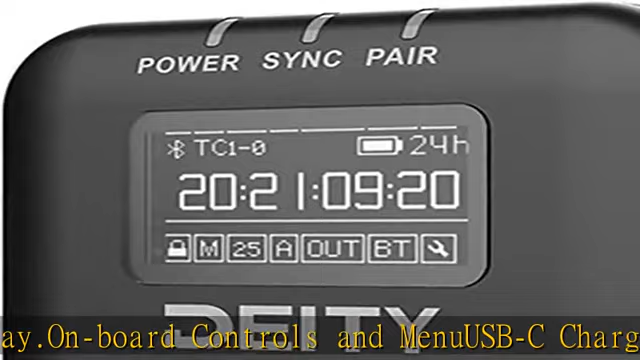 POWER SYNC PAIR
TC1-0 24h
20:21:09:20
M 25 A OUT BT
DEITY
ay.On-board Controls and MenuUSB-C Charg